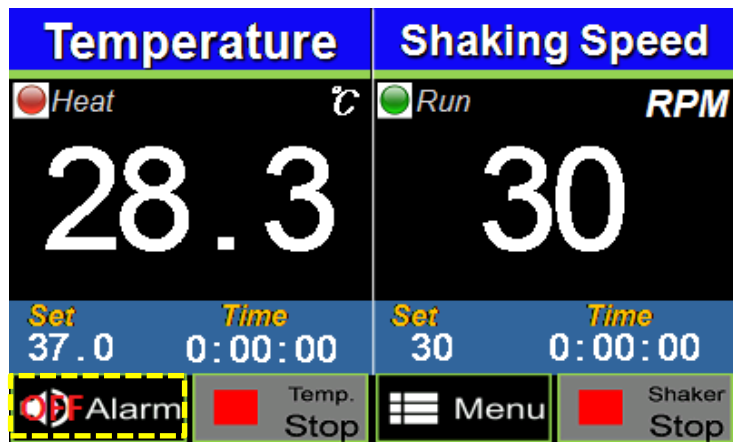 Temperature
Shaking Speed
Heat ℃
Run RPM
28.3
30
Set Time
37.0 0:00:00
Set Time
30 0:00:00
OFF Alarm
Temp.
Stop
Menu
Shaker
Stop